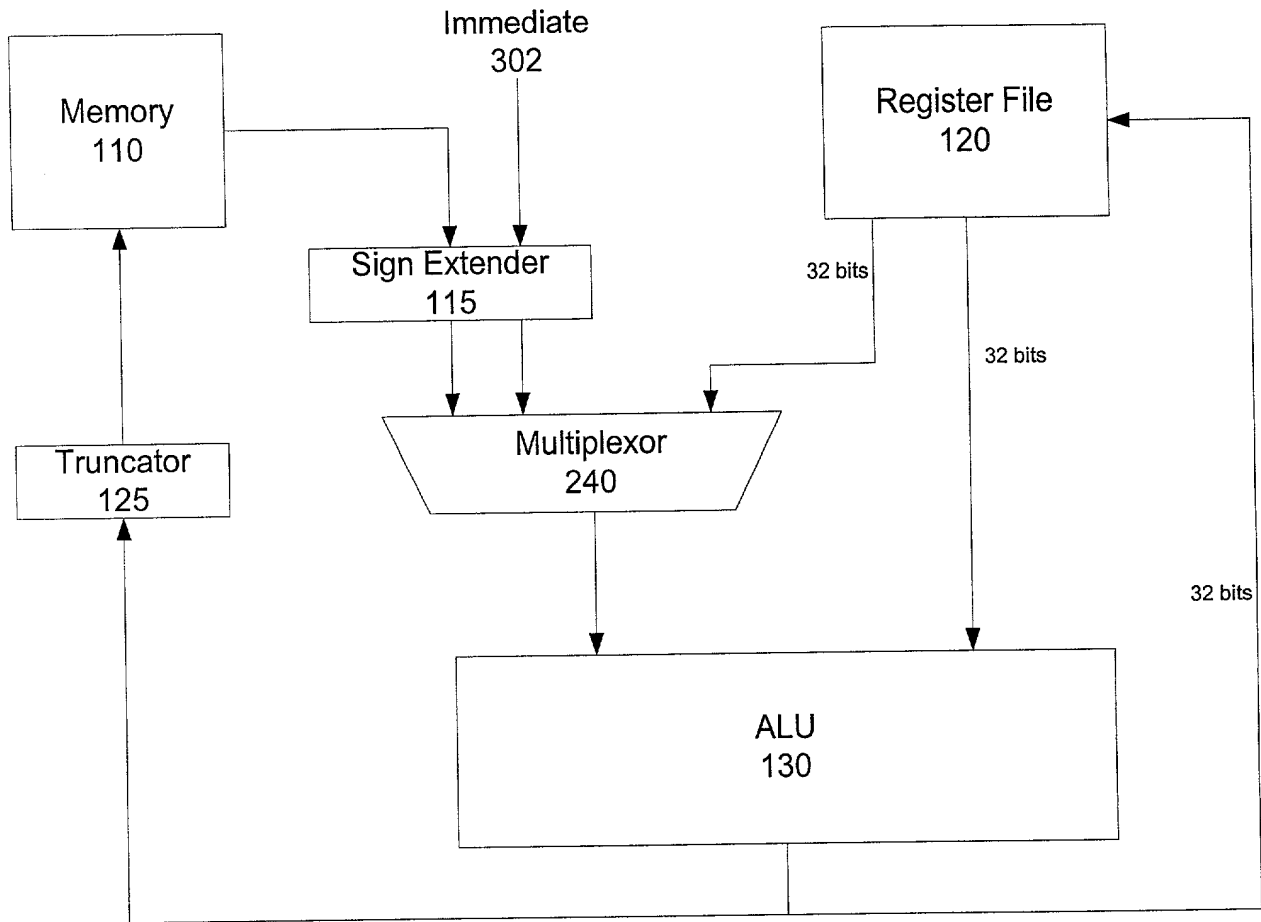 Immediate
302
Memory
110
Register File
120
Sign Extender
115
32 bits
32 bits
Multiplexor
240
Truncator
125
32 bits
ALU
130